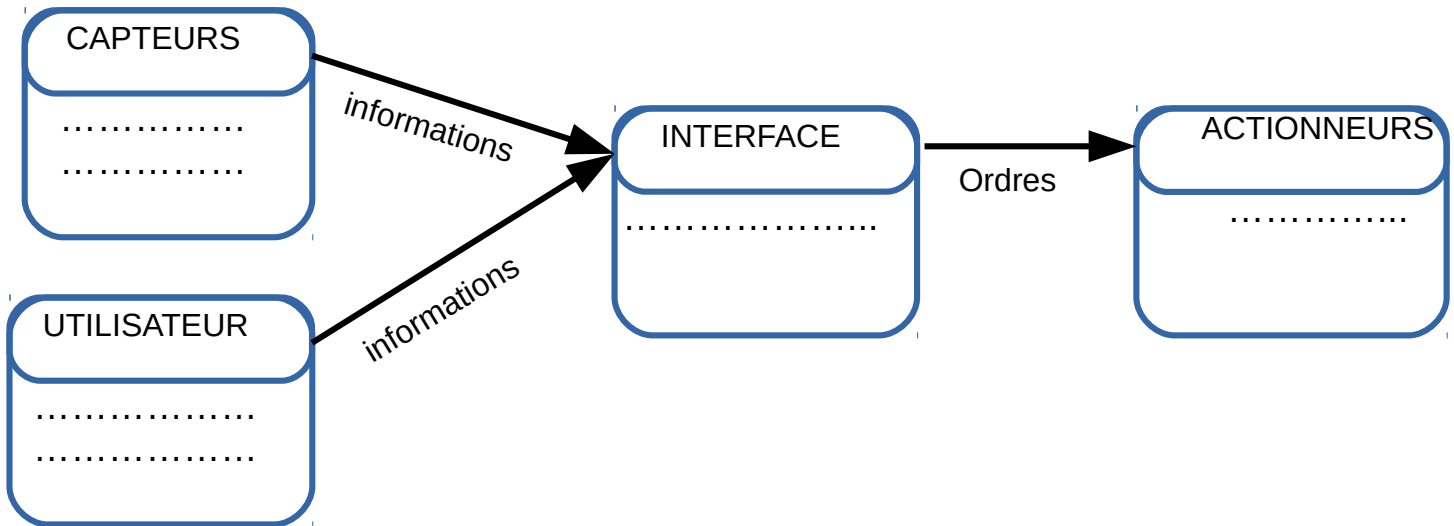 CAPTEURS
……………
……………
informations
INTERFACE
………………...
Ordres
ACTIONNEURS
…………...
UTILISATEUR
………………
………………
informations